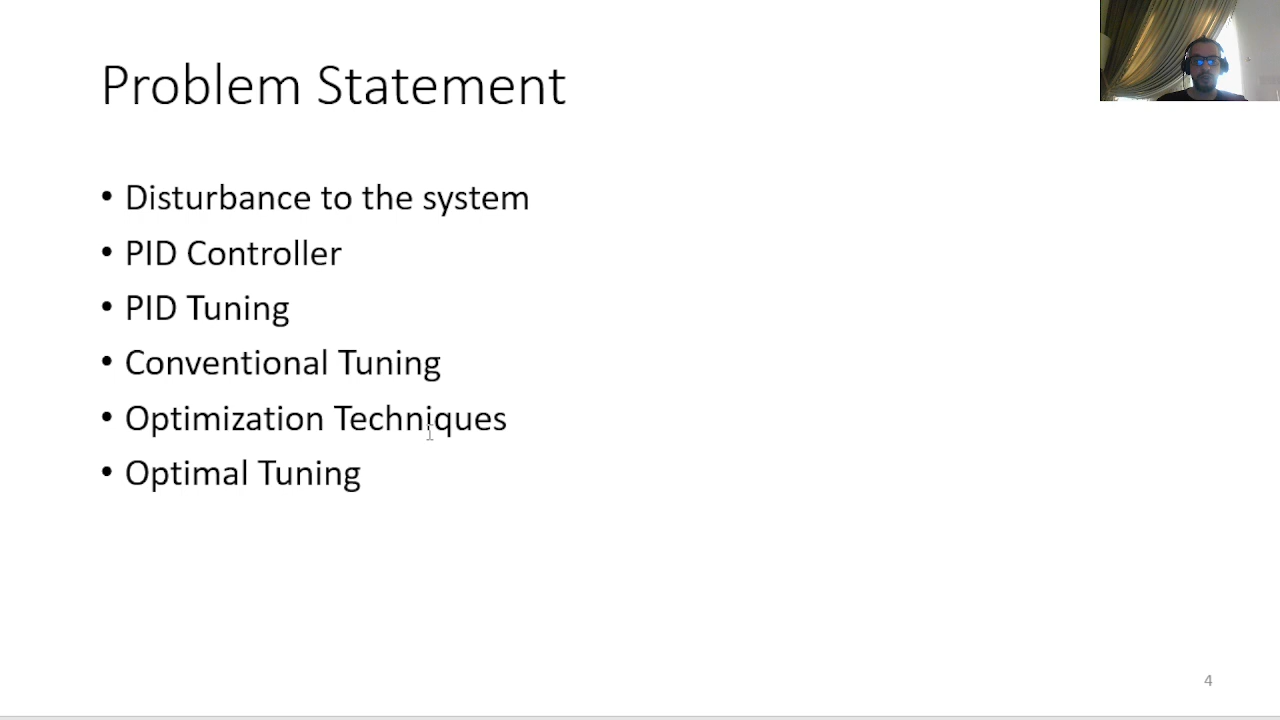 Problem Statement
• Disturbance to the system
• PID Controller
• PID Tuning
• Conventional Tuning
• Optimization Techniques
• Optimal Tuning
4